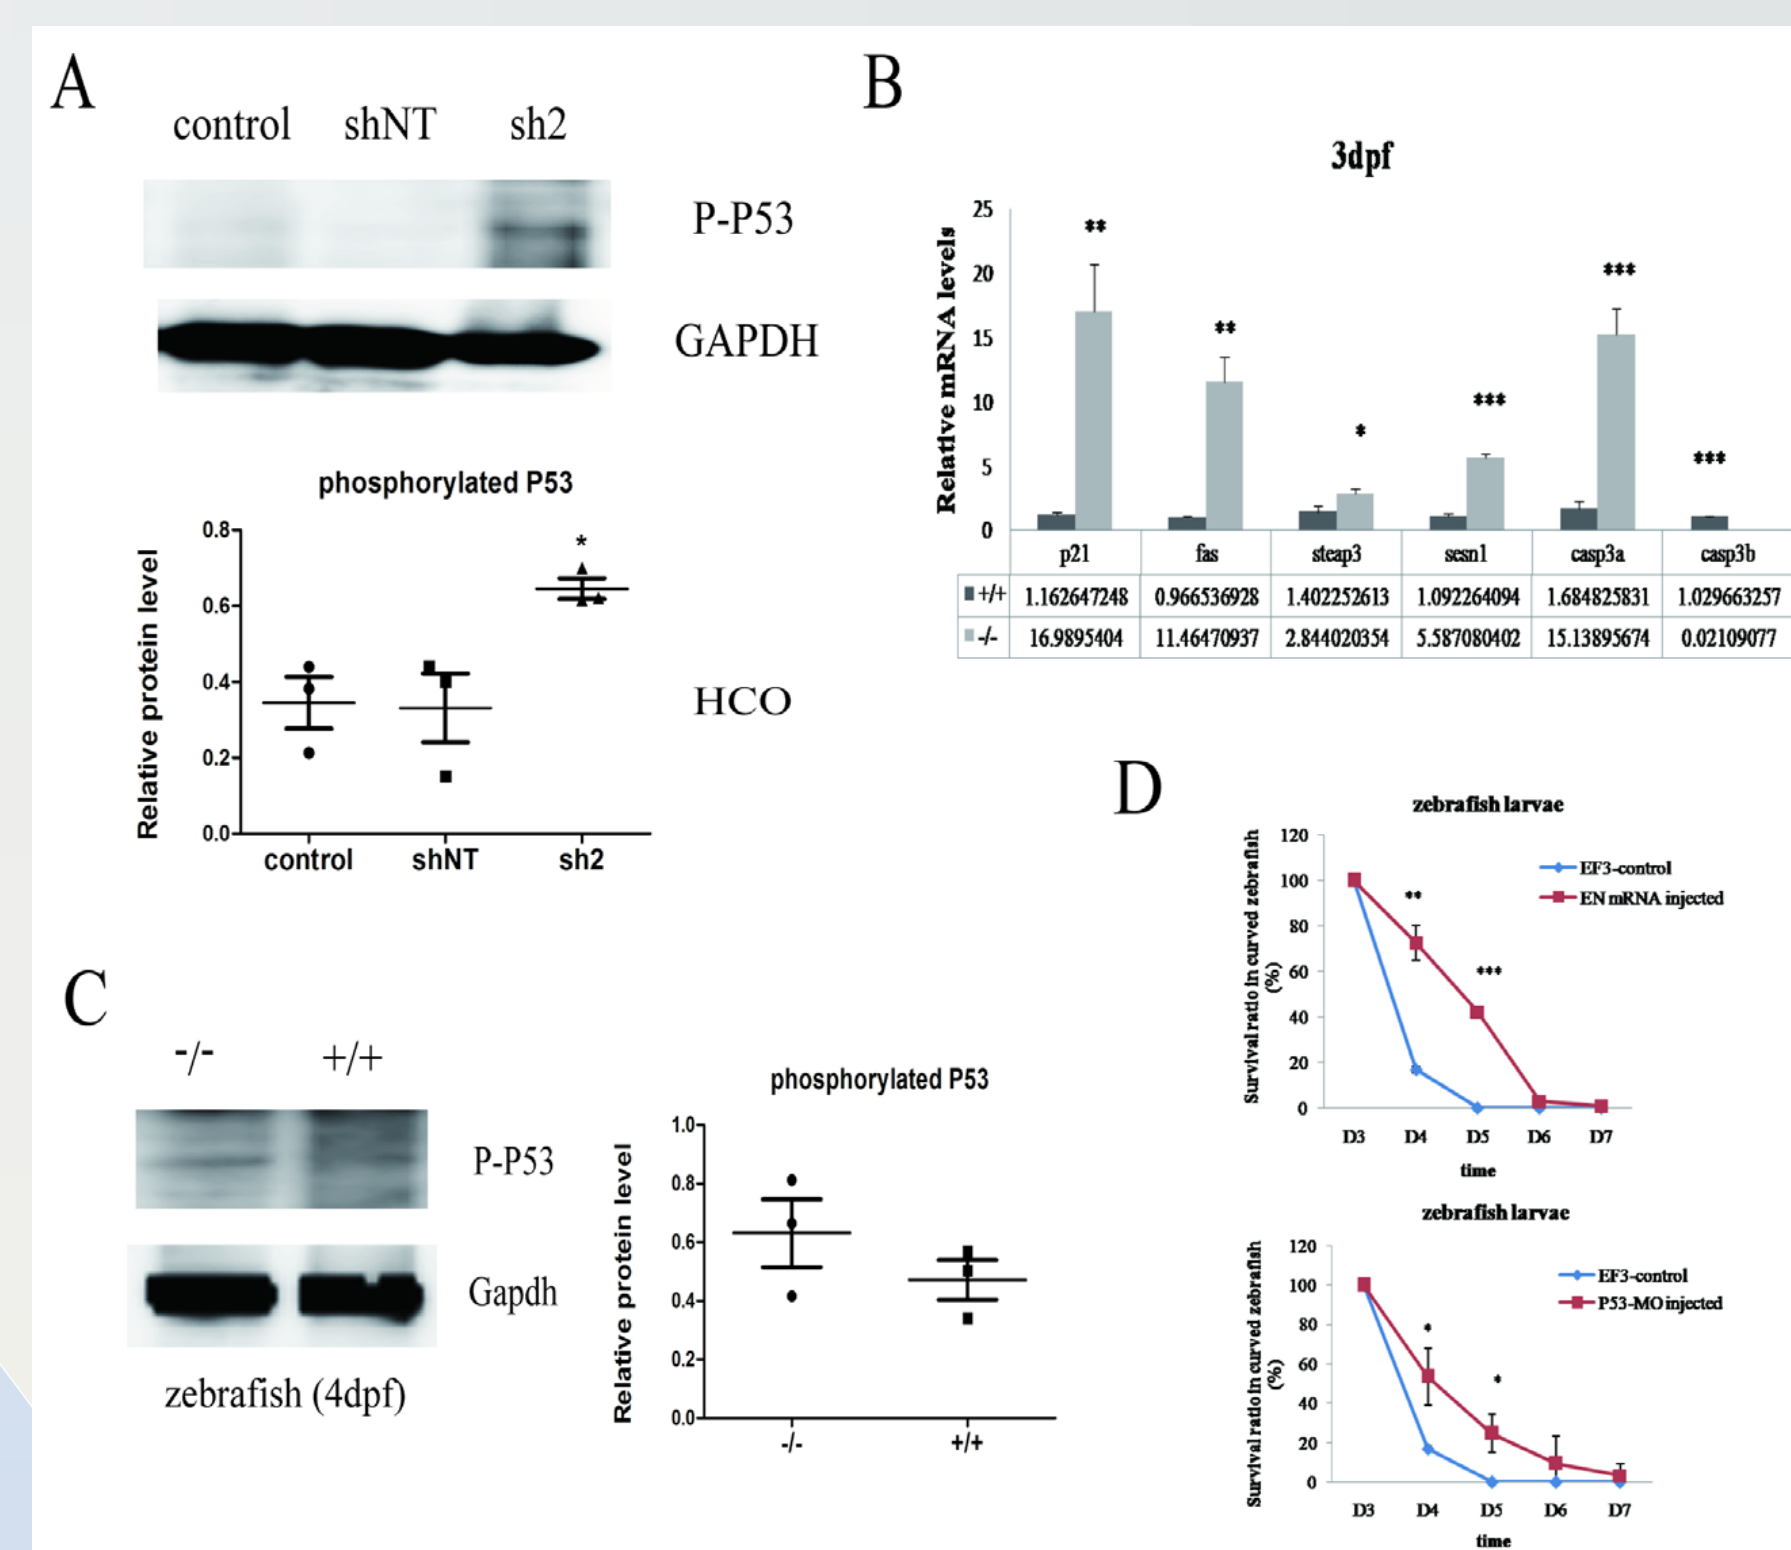 A
control shNT sh2
P-P53
GAPDH
phosphorylated P53
Relative protein level
0.8
0.6
0.4
0.2
0.0
*
control shNT sh2
HCO
B
3dpf
Relative mRNA levels
25
20
15
10
5
0
** ** * *** *** ***
p21 fas steap3 sesn1 casp3a casp3b
+/+ 1.162647248 0.966536928 1.402252613 1.092264094 1.684825831 1.029663257
-/- 16.9895404 11.46470937 2.844020354 5.587080402 15.13895674 0.02109077
C
-/- +/+
P-P53
Gapdh
zebrafish (4dpf)
phosphorylated P53
Relative protein level
1.0
0.8
0.6
0.4
0.2
0.0
-/- +/+
D
zebrafish larvae
Survival ratio in curved zebrafish
(%)
120
100
80
60
40
20
0
** ***
EF3-control
EN mRNA injected
D3 D4 D5 D6 D7
time
zebrafish larvae
Survival ratio in curved zebrafish
(%)
120
100
80
60
40
20
0
* *
EF3-control
P53-MO injected
D3 D4 D5 D6 D7
time